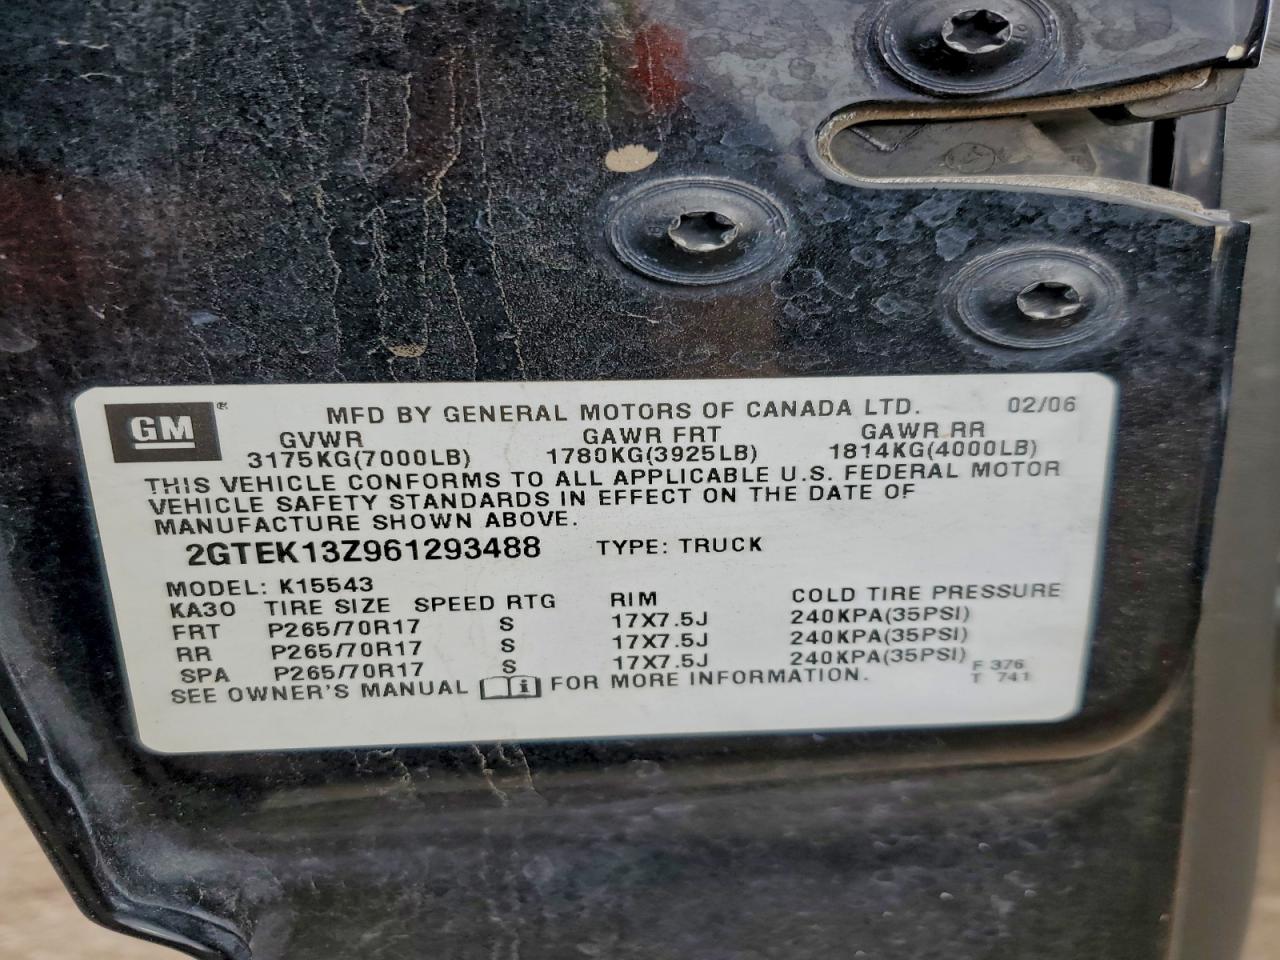 GM® MFD BY GENERAL MOTORS OF CANADA LTD. 02/06
GVWR GAWR FRT GAWR RR
3175KG(7000LB) 1780KG(3925LB) 1814KG(4000LB)
THIS VEHICLE CONFORMS TO ALL APPLICABLE U.S. FEDERAL MOTOR
VEHICLE SAFETY STANDARDS IN EFFECT ON THE DATE OF
MANUFACTURE SHOWN ABOVE.
2GTEK13Z961293488 TYPE: TRUCK
MODEL: K15543
KA30 TIRE SIZE SPEED RTG RIM COLD TIRE PRESSURE
FRT P265/70R17 S 17X7.5J 240KPA(35PSI)
RR P265/70R17 S 17X7.5J 240KPA(35PSI)
SPA P265/70R17 S 17X7.5J 240KPA(35PSI) F 376
SEE OWNER'S MANUAL i FOR MORE INFORMATION. T 741